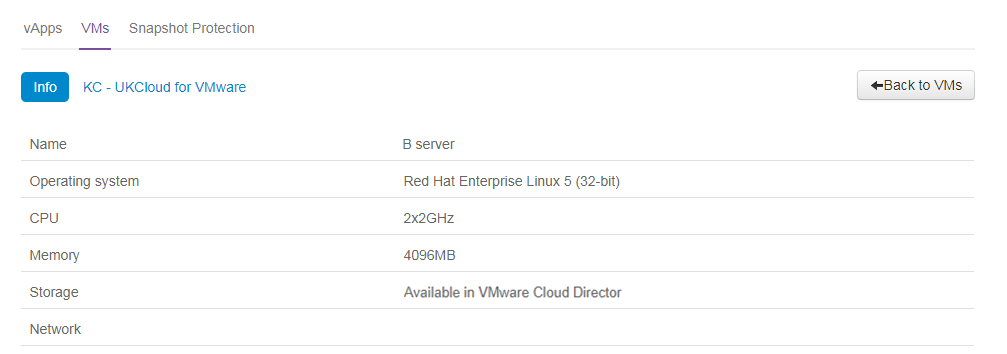 vApps VMs Snapshot Protection
Info KC - UKCloud for VMware Back to VMs
Name B server
Operating system Red Hat Enterprise Linux 5 (32-bit)
CPU 2x2GHz
Memory 4096MB
Storage Available in VMware Cloud Director
Network